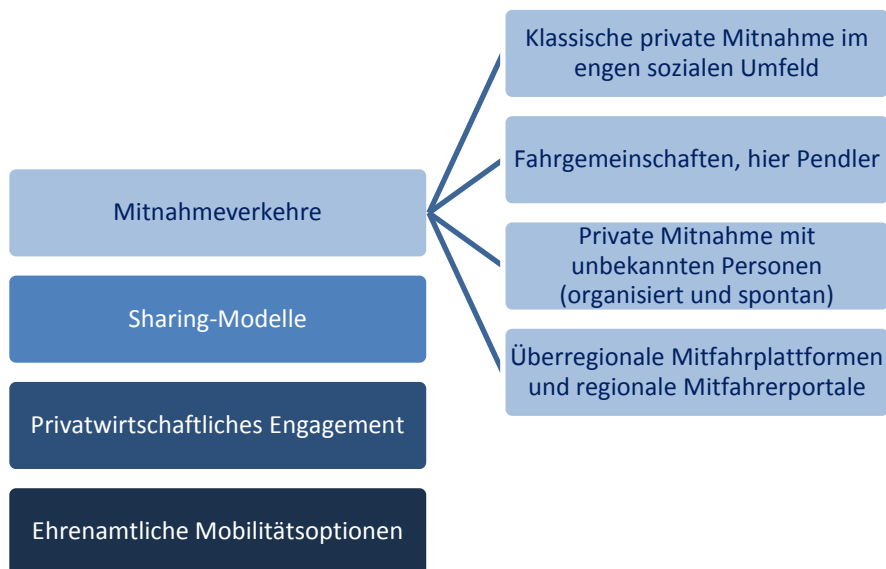 Mitnahmeverkehre
Sharing-Modelle
Privatwirtschaftliches Engagement
Ehrenamtliche Mobilitätsoptionen
Klassische private Mitnahme im
engen sozialen Umfeld
Fahrgemeinschaften, hier Pendler
Private Mitnahme mit
unbekannten Personen
(organisiert und spontan)
Überregionale Mitfahrplattformen
und regionale Mitfahrerportale